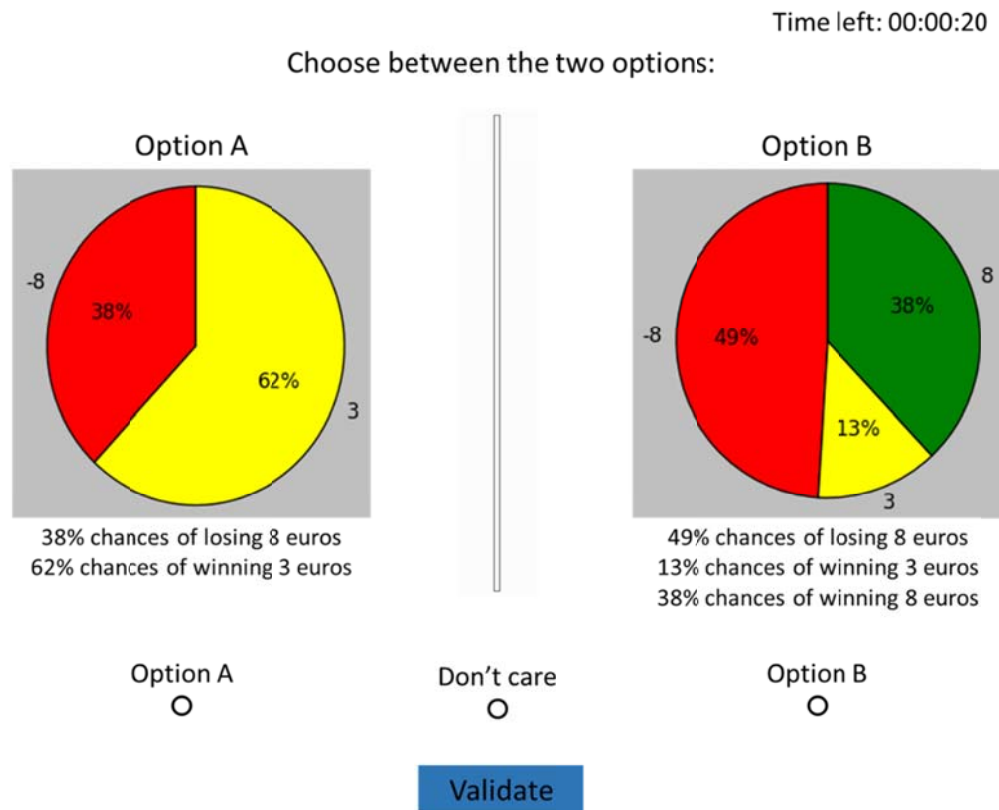 Time left: 00:00:20
Choose between the two options:
Option A
-8
38%
62%
3
38% chances of losing 8 euros
62% chances of winning 3 euros
Option B
8
38%
-8
49%
13%
3
49% chances of losing 8 euros
13% chances of winning 3 euros
38% chances of winning 8 euros
Option A
Don't care
Option B
Validate